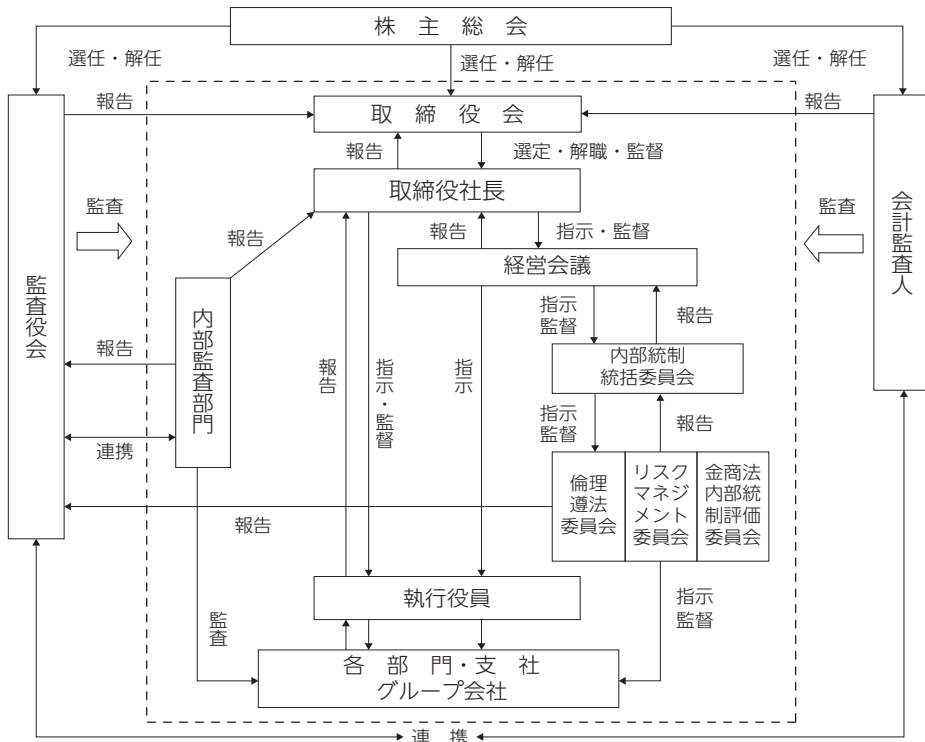 株主総会
選任・解任
選任・解任
選任・解任
報告
取締役会
報告
報告
選定・解職・監督
取締役社長
監査
監査
報告
報告
指示・監督
経営会議
監査役会
会計監査人
内部監査部門
指示
監督
報告
報告
内部統制
統括委員会
報告
指示・監督
指示
連携
指示
監督
報告
倫理
遵法
委員会
リスク
マネジ
メント
委員会
金商法
内部統
制評価
委員会
報告
執行役員
監査
指示
監督
各部門・支社
グループ会社
連携